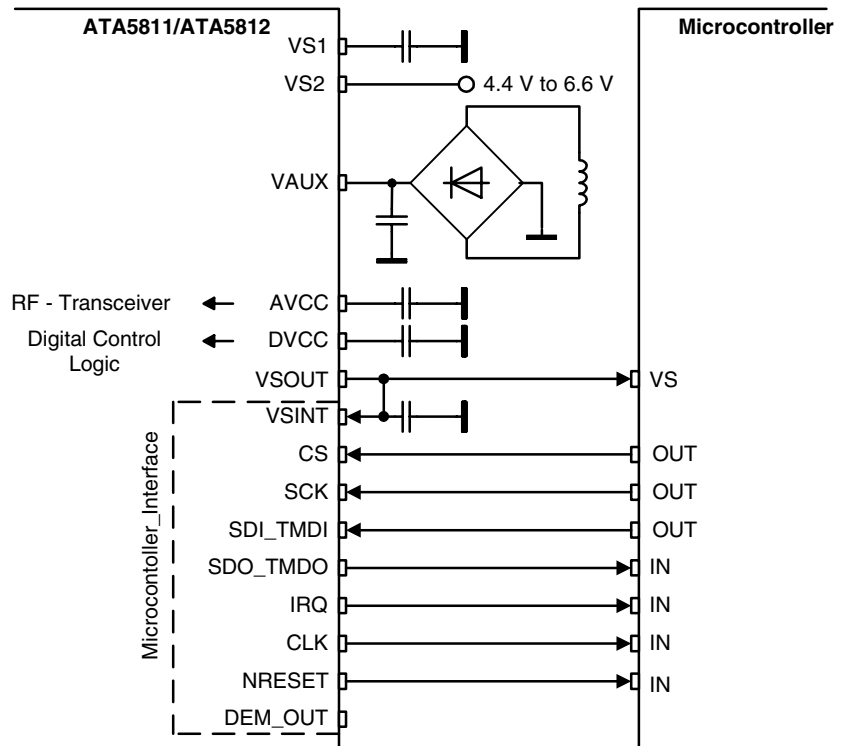 ATA5811/ATA5812
Microcontroller
VS1
VS2
4.4 V to 6.6 V
VAUX
RF - Transceiver
AVCC
Digital Control
Logic
DVCC
VSOUT
VS
VSINT
CS
OUT
SCK
OUT
SDI_TMDI
OUT
SDO_TMDO
IN
IRQ
IN
CLK
IN
NRESET
IN
DEM_OUT
Microcontoller_Interface